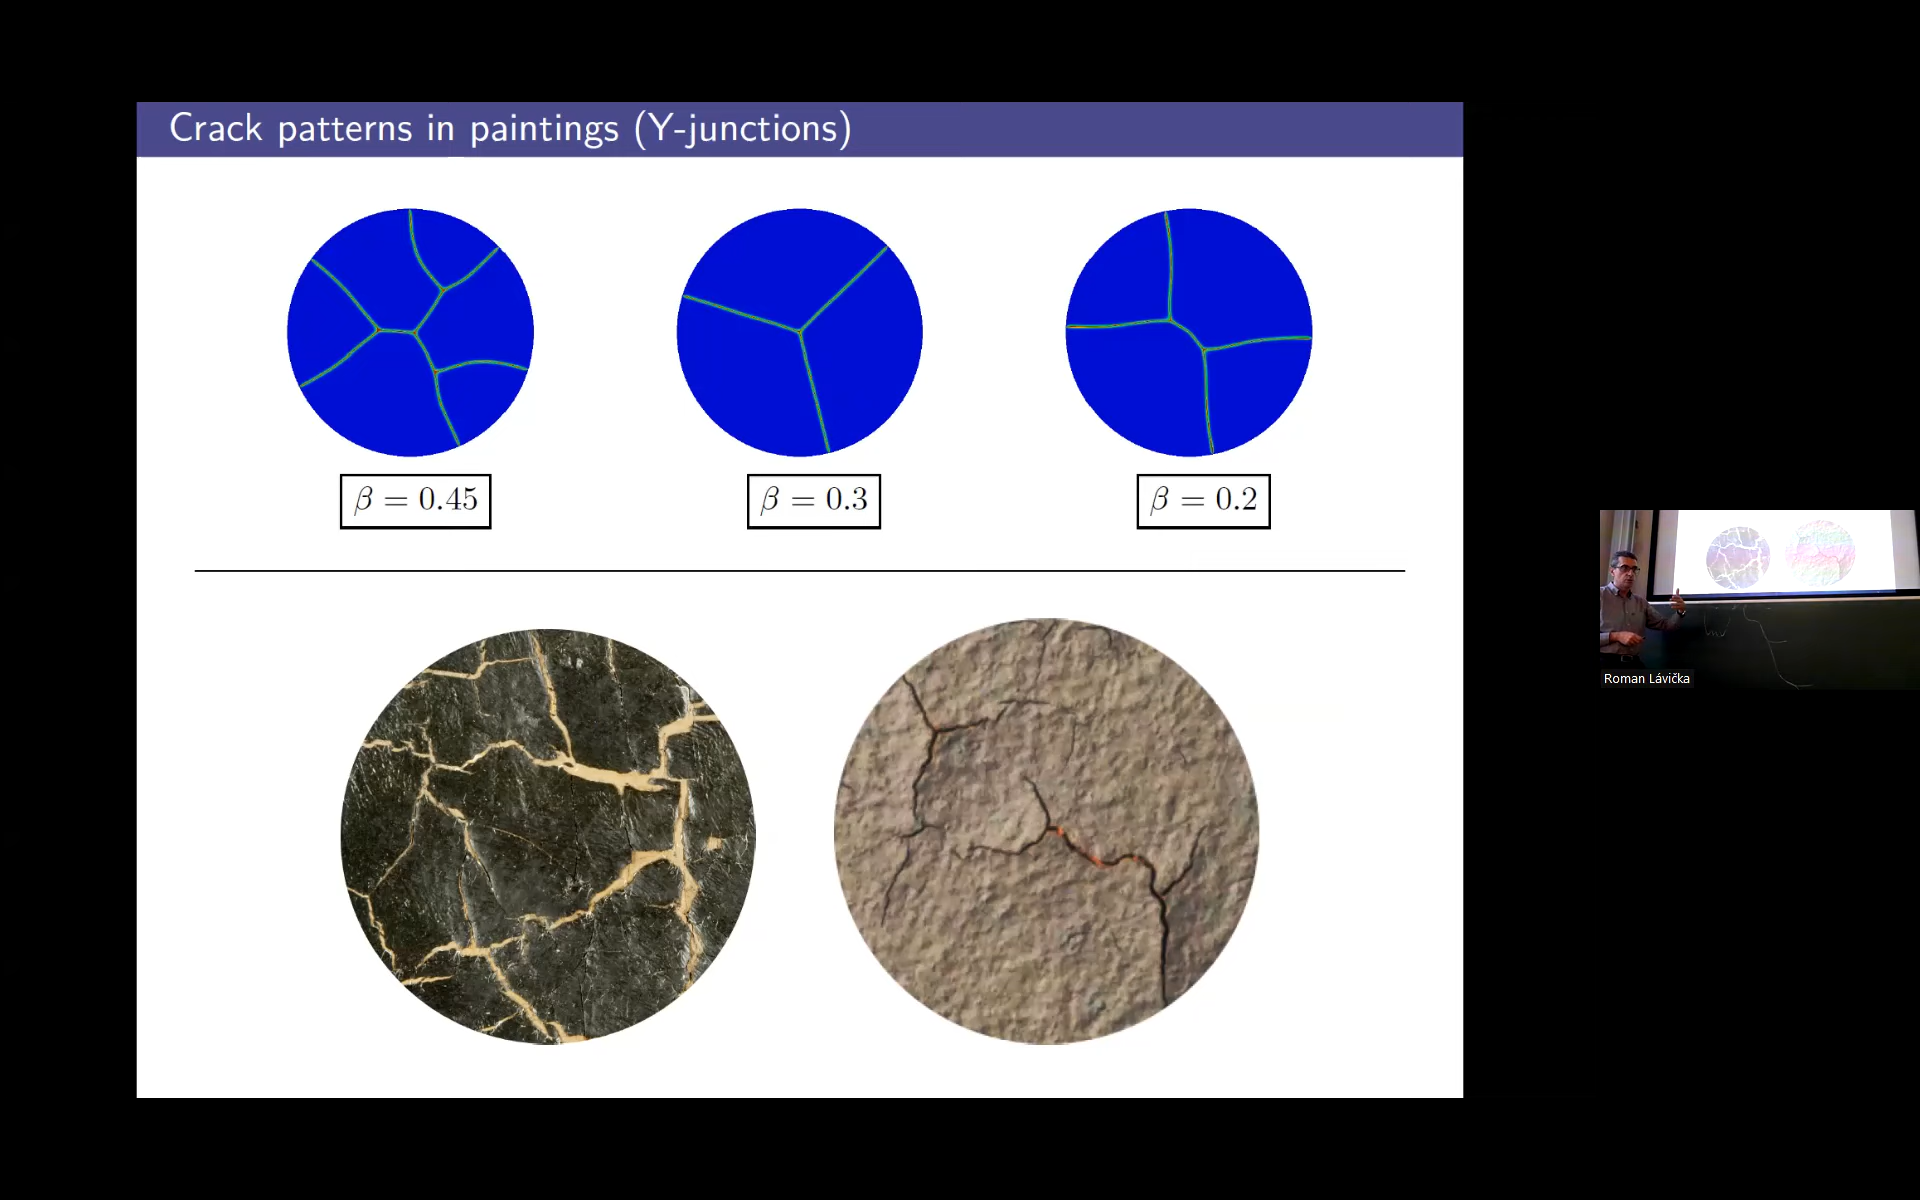 Crack patterns in paintings (Y-junctions)
β = 0.45
β = 0.3
β = 0.2
Roman Lávička